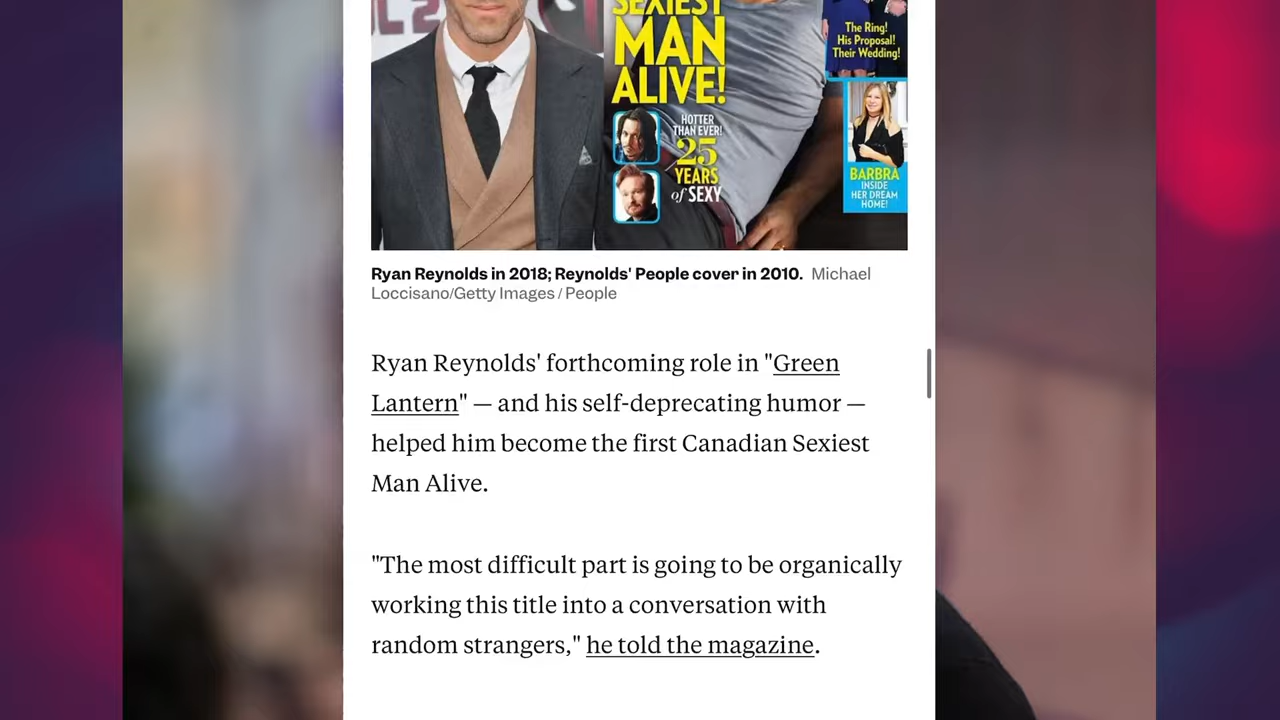 SEXIEST
MAN
ALIVE!
HOTTER
THAN EVER!
25
YEARS
of SEXY
The Ring!
His Proposal!
Their Wedding!
BARBRA
INSIDE
HER DREAM
HOME!
Ryan Reynolds in 2018; Reynolds' People cover in 2010. Michael
Loccisano/Getty Images / People
Ryan Reynolds' forthcoming role in "Green
Lantern" — and his self-deprecating humor —
helped him become the first Canadian Sexiest
Man Alive.
"The most difficult part is going to be organically
working this title into a conversation with
random strangers," he told the magazine.